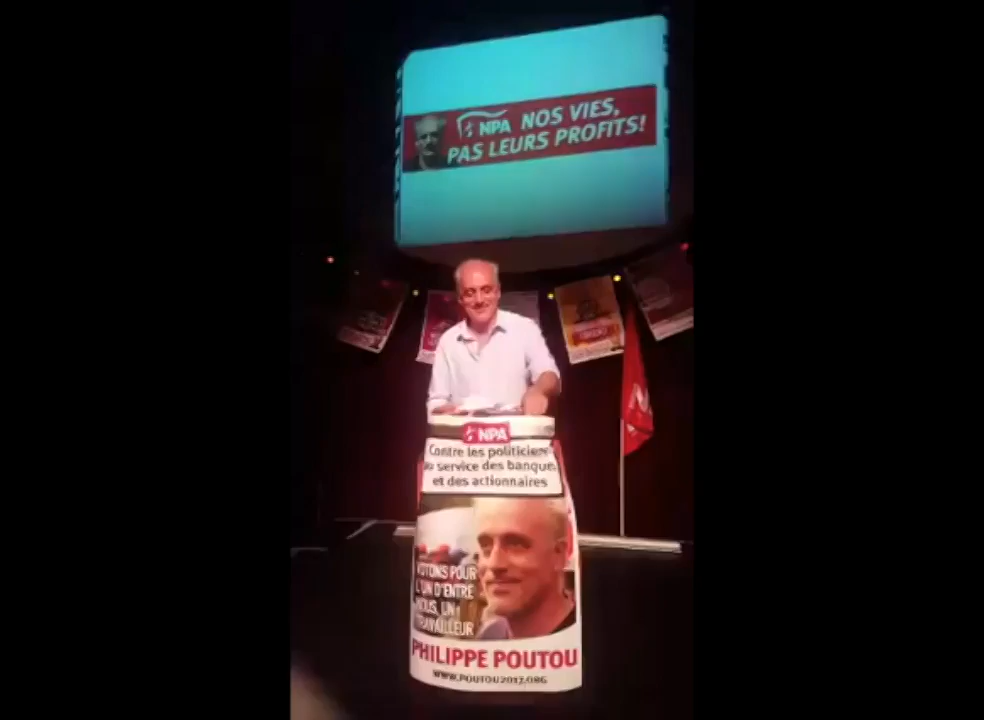 NPA NOS VIES,
PAS LEURS PROFITS!
NPA
Contre les politiciens
au service des banques
et des actionnaires
VOTONS POUR
L'UN D'ENTRE
NOUS, UN
TRAVAILLEUR
PHILIPPE POUTOU
WWW.POUTOU2017.ORG